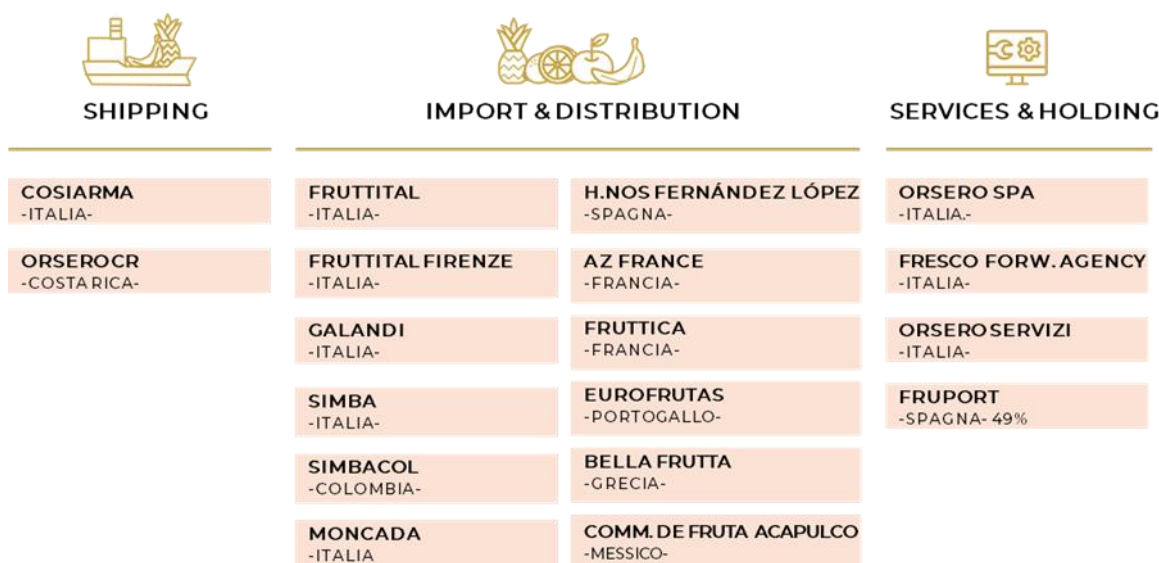 SHIPPING
COSIARMA
-ITALIA-
ORSEROCR
-COSTA RICA-
IMPORT & DISTRIBUTION
FRUTTITAL
-ITALIA-
FRUTTITAL FIRENZE
-ITALIA-
GALANDI
-ITALIA-
SIMBA
-ITALIA-
SIMBACOL
-COLOMBIA-
MONCADA
-ITALIA
H.NOS FERNÁNDEZ LÓPEZ
-SPAGNA-
AZ FRANCE
-FRANCIA-
FRUTTICA
-FRANCIA-
EUROFRUTAS
-PORTOGALLO-
BELLA FRUTTA
-GRECIA-
COMM. DE FRUTA ACAPULCO
-MESSICO-
SERVICES & HOLDING
ORSERO SPA
-ITALIA.-
FRESCO FORW. AGENCY
-ITALIA-
ORSERO SERVIZI
-ITALIA-
FRUPORT
-SPAGNA- 49%